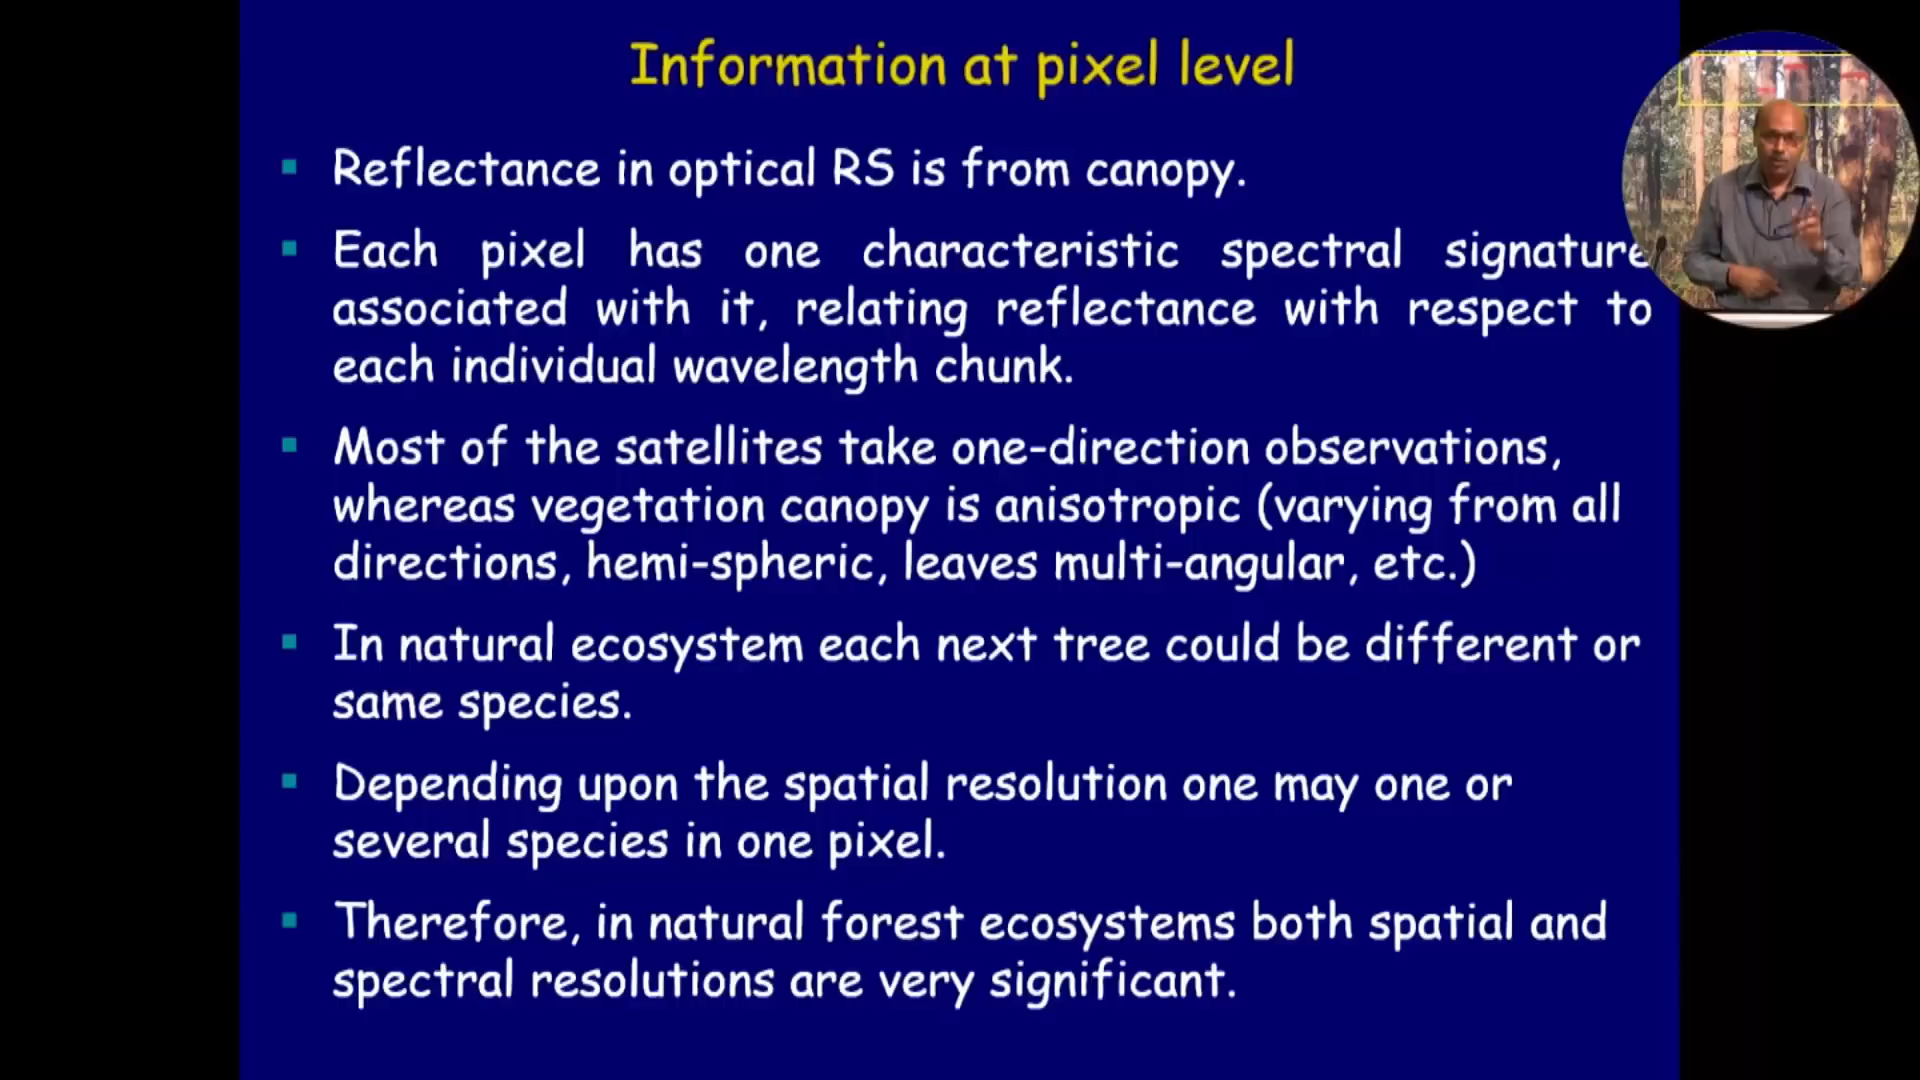 Information at pixel level
Reflectance in optical RS is from canopy.
Each pixel has one characteristic spectral signature
associated with it, relating reflectance with respect to
each individual wavelength chunk.
Most of the satellites take one-direction observations,
whereas vegetation canopy is anisotropic (varying from all
directions, hemi-spheric, leaves multi-angular, etc.)
In natural ecosystem each next tree could be different or
same species.
Depending upon the spatial resolution one may one or
several species in one pixel.
Therefore, in natural forest ecosystems both spatial and
spectral resolutions are very significant.